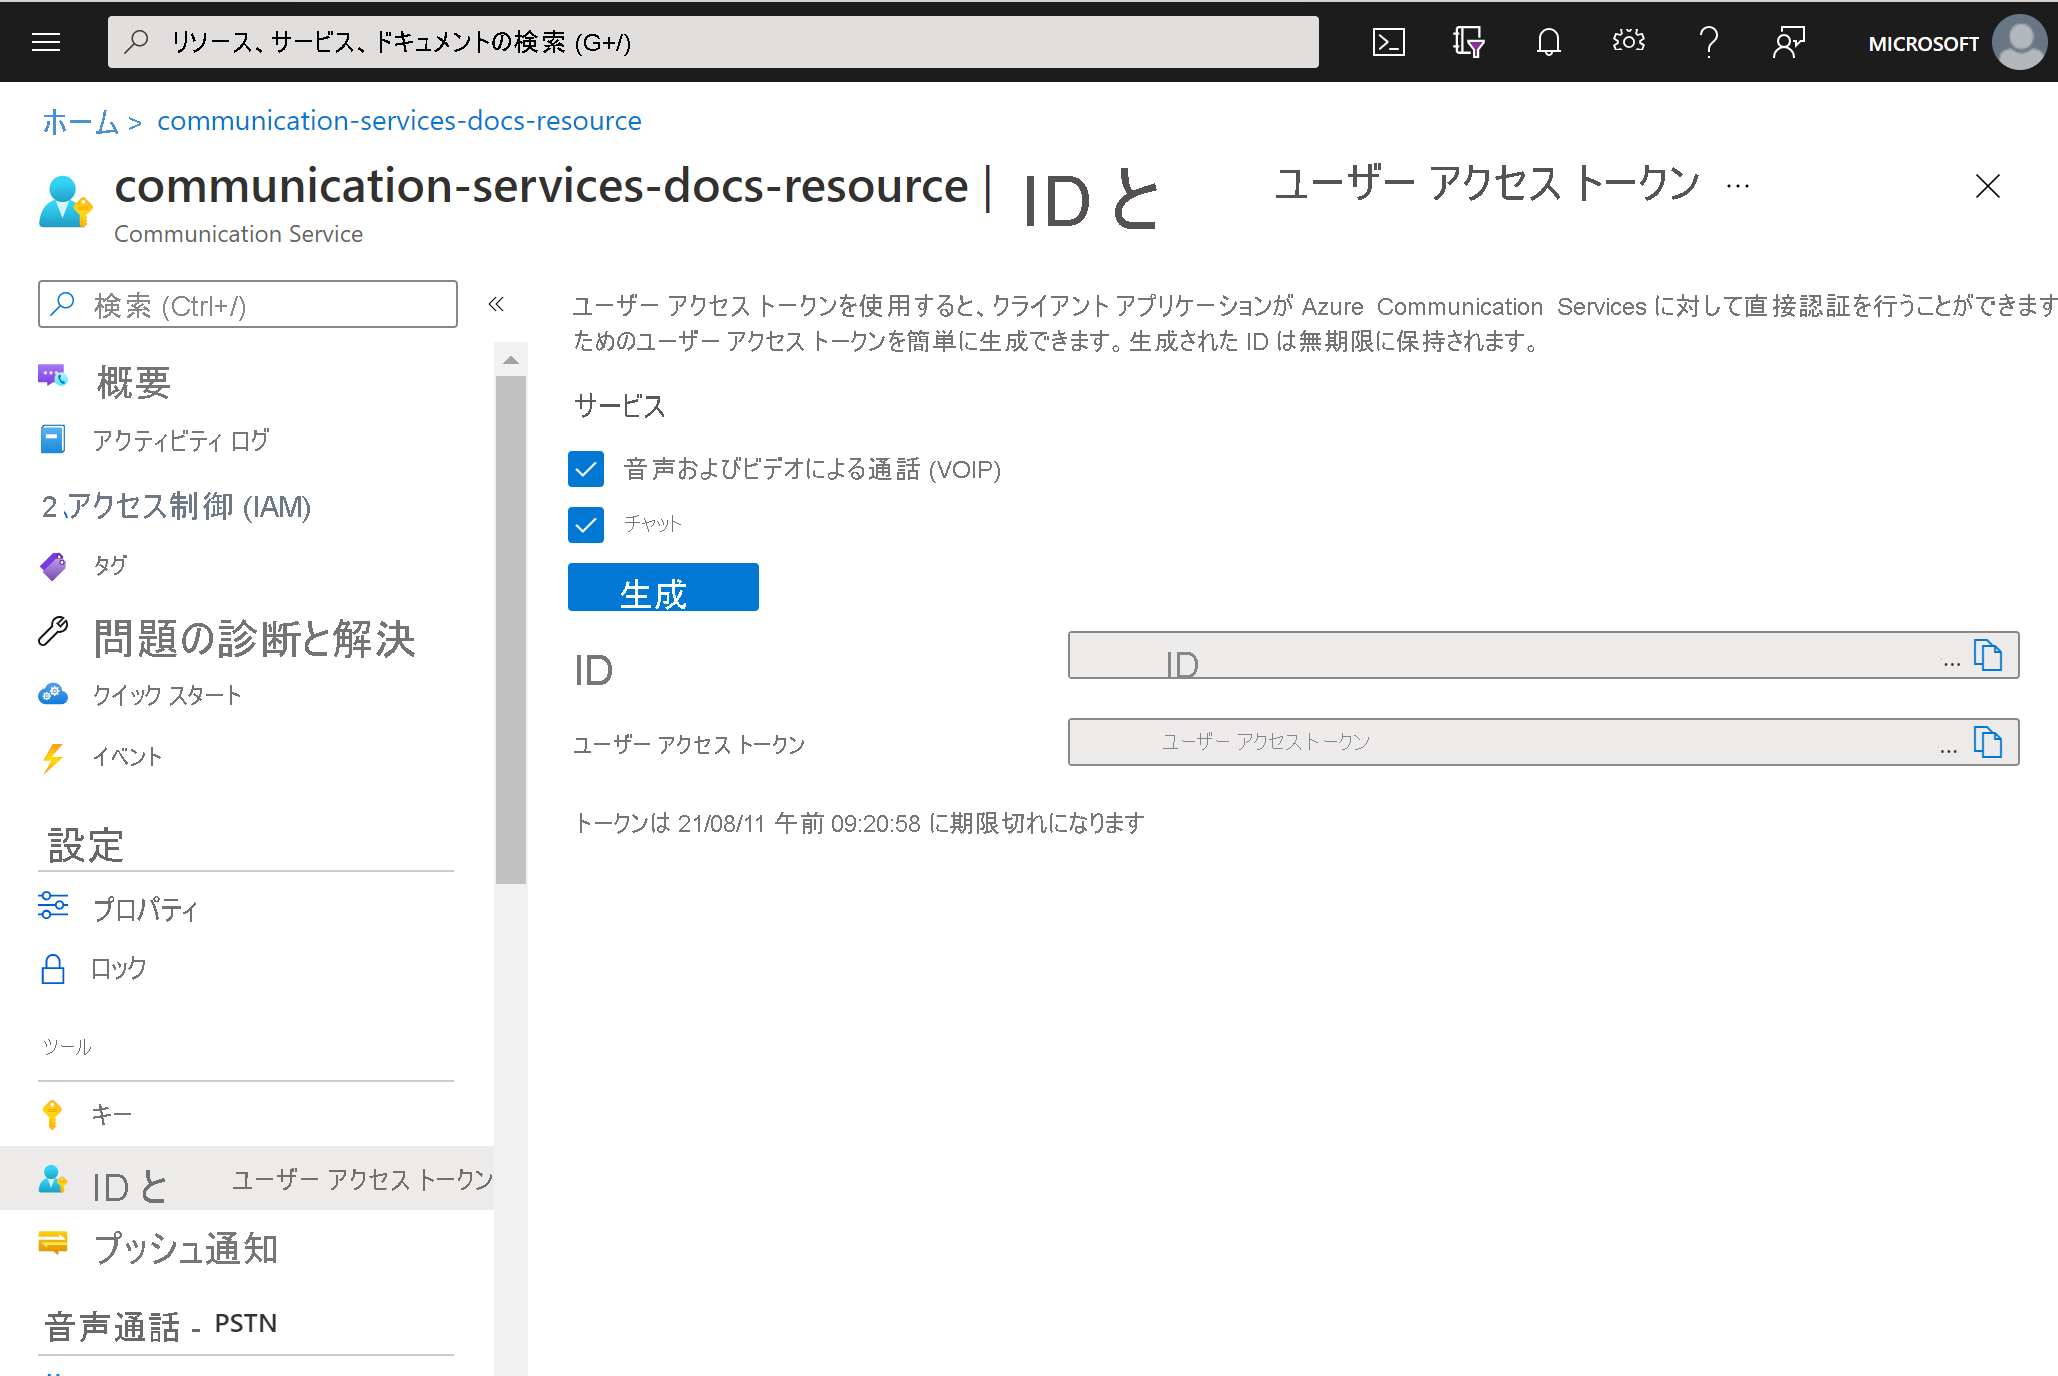 リソース、サービス、ドキュメントの検索 (G+/)
MICROSOFT
ホーム > communication-services-docs-resource
communication-services-docs-resource | ID と ユーザー アクセス トークン ...
Communication Service
検索 (Ctrl+/)
«
概要
アクティビティ ログ
アクセス制御 (IAM)
タグ
問題の診断と解決
クイック スタート
イベント
設定
プロパティ
ロック
ツール
キー
ID と ユーザー アクセス トークン
プッシュ通知
音声通話 - PSTN
ユーザー アクセス トークンを使用すると、クライアント アプリケーションが Azure Communication Services に対して直接認証を行うことができます
ためのユーザー アクセス トークンを簡単に生成できます。生成された ID は無期限に保持されます。
サービス
音声およびビデオによる通話 (VOIP)
チャット
生成
ID
ID ...
ユーザー アクセス トークン
ユーザー アクセストークン ...
トークンは 21/08/11 午前 09:20:58 に期限切れになります